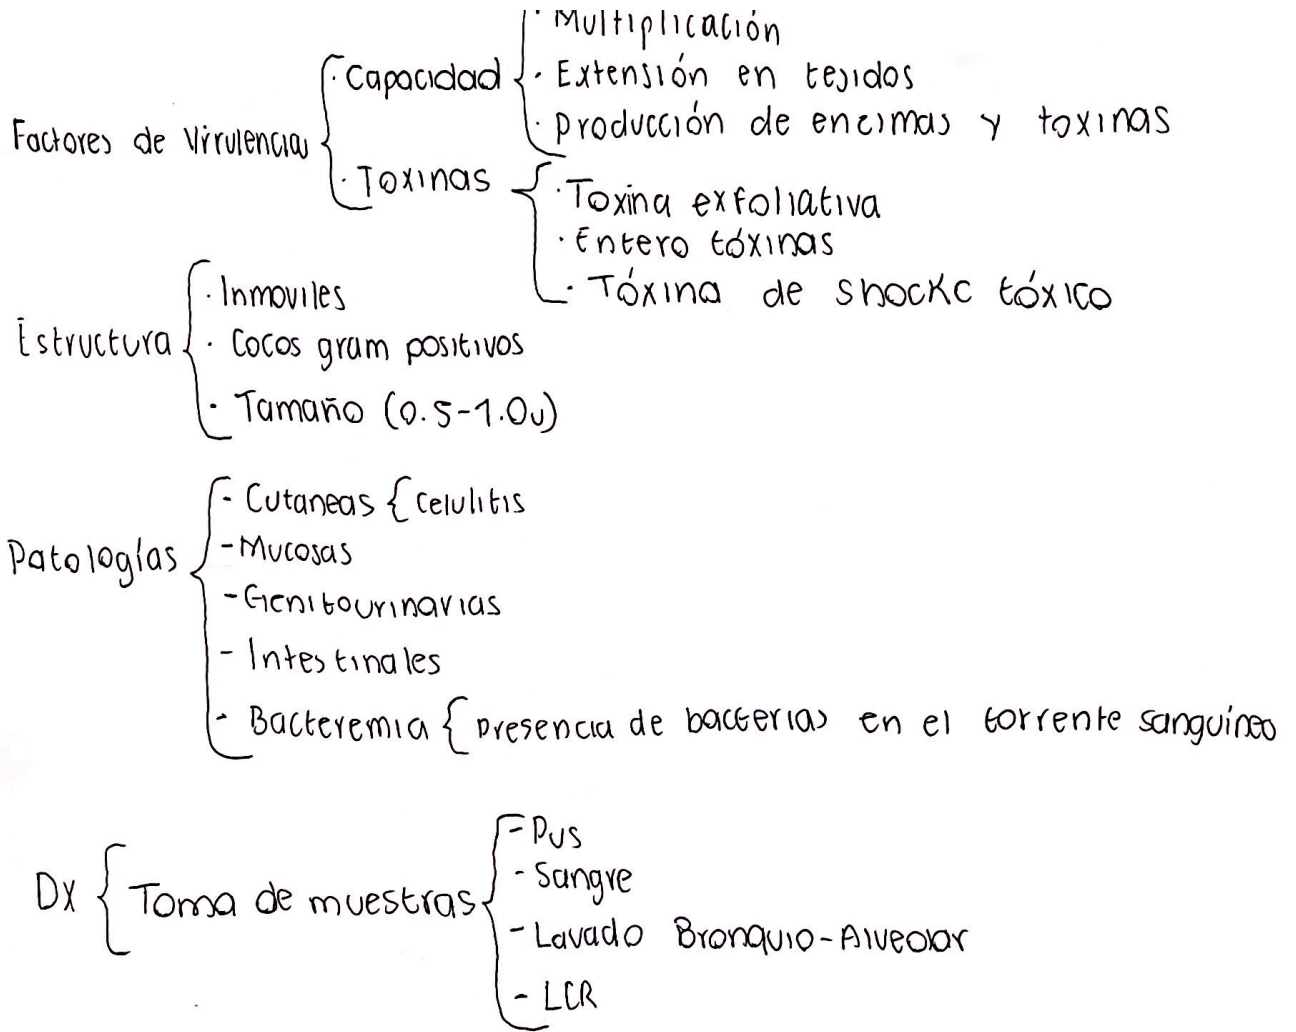 · Multiplicación
Factores de Virulencia { · Capacidad { · Extensión en tejidos
· producción de encimas y toxinas
· Toxinas { · Toxina exfoliativa
· Entero tóxinas
· Tóxina de shockc tóxico
Estructura { · Inmoviles
· Cocos gram positivos
· Tamaño (0.5-1.0u)
Patologías { - Cutaneas { Celulitis
- Mucosas
- Genitourinarias
- Intestinales
- Bacteremia { presencia de bacterias en el torrente sanguíneo
Dx { Toma de muestras { - Pus
- Sangre
- Lavado Bronquio-Alveolar
- LCR